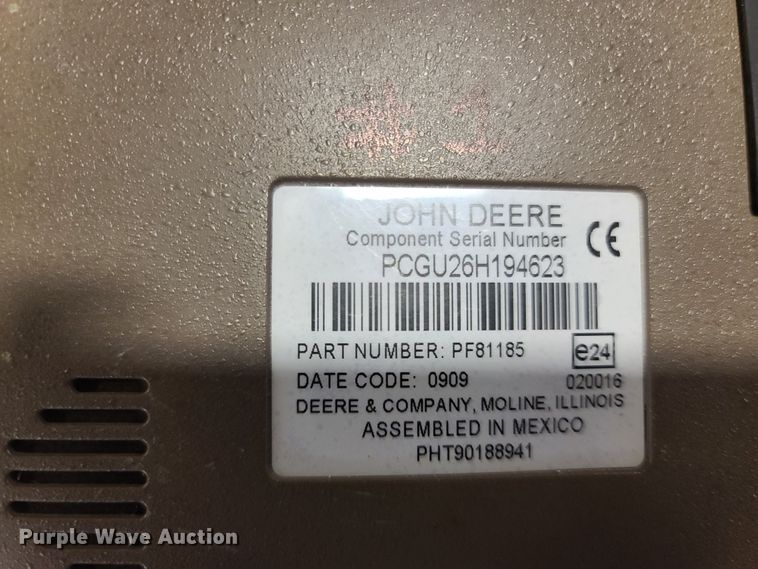 JOHN DEERE
Component Serial Number
CE
PCGU26H194623
PART NUMBER: PF81185
e24
DATE CODE: 0909
020016
DEERE & COMPANY, MOLINE, ILLINOIS
ASSEMBLED IN MEXICO
PHT90188941
Purple Wave Auction